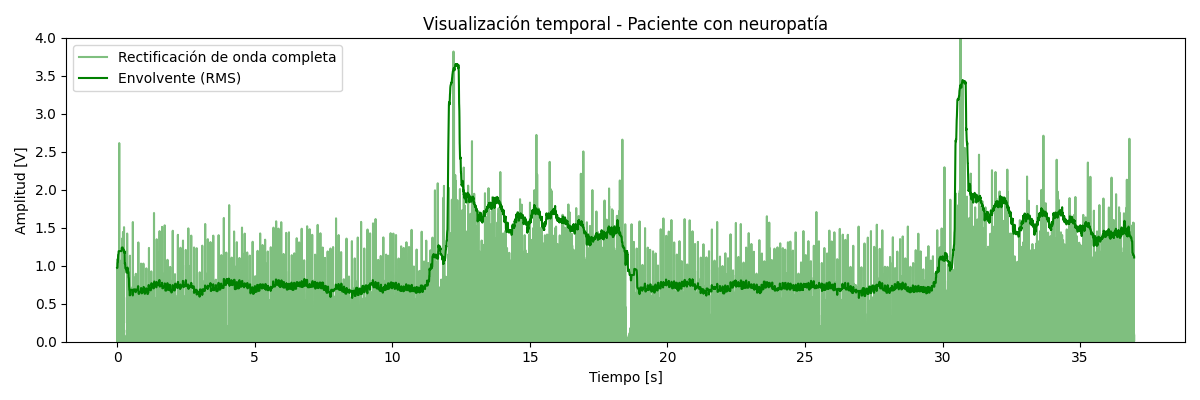 Visualización temporal - Paciente con neuropatía
Rectificación de onda completa
Envolvente (RMS)
Amplitud [V]
4.0
3.5
3.0
2.5
2.0
1.5
1.0
0.5
0.0
0 5 10 15 20 25 30 35
Tiempo [s]